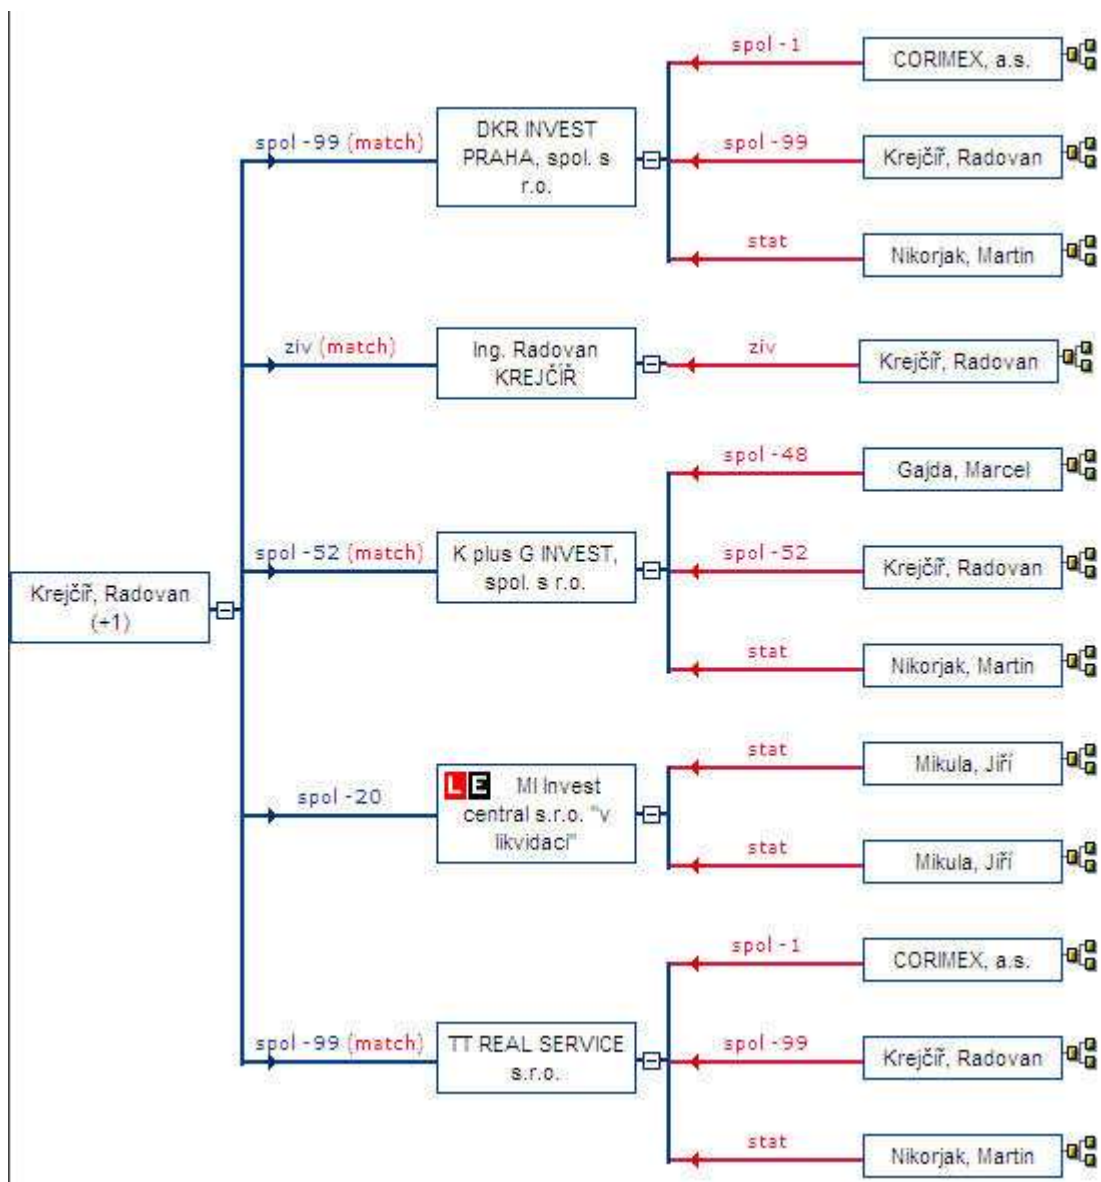 spol -1
CORIMEX, a.s.
spol -99 (match)
DKR INVEST
PRAHA, spol. s
r.o.
spol -99
Krejčíř, Radovan
stat
Nikorjak, Martin
ziv (match)
Ing. Radovan
KREJČÍŘ
ziv
Krejčíř, Radovan
spol -48
Gajda, Marcel
spol -52 (match)
K plus G INVEST,
spol. s r.o.
spol -52
Krejčíř, Radovan
Krejčíř, Radovan
(+1)
stat
Nikorjak, Martin
stat
Mikula, Jiří
spol -20
L E MI Invest
central s.r.o. "v
likvidaci"
stat
Mikula, Jiří
spol -1
CORIMEX, a.s.
spol -99 (match)
TT REAL SERVICE
s.r.o.
spol -99
Krejčíř, Radovan
stat
Nikorjak, Martin